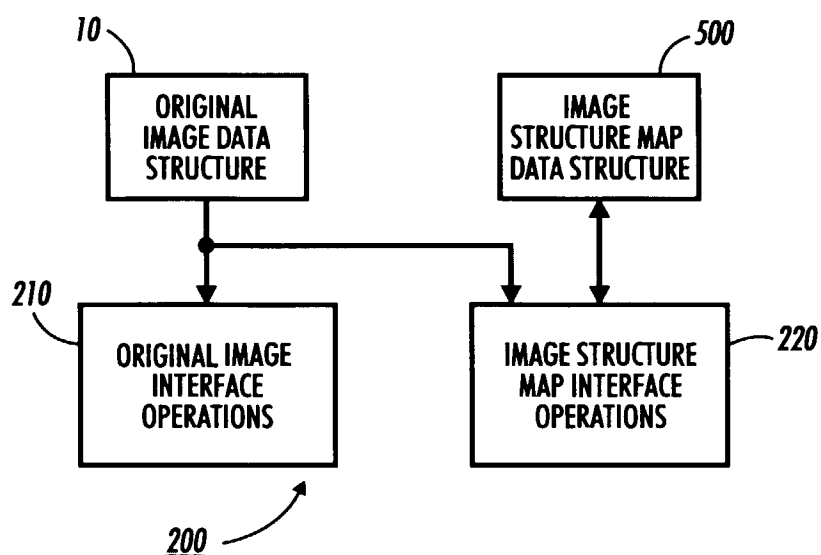 10
500
ORIGINAL
IMAGE DATA
STRUCTURE
IMAGE
STRUCTURE MAP
DATA STRUCTURE
210
220
ORIGINAL IMAGE
INTERFACE
OPERATIONS
IMAGE STRUCTURE
MAP INTERFACE
OPERATIONS
200